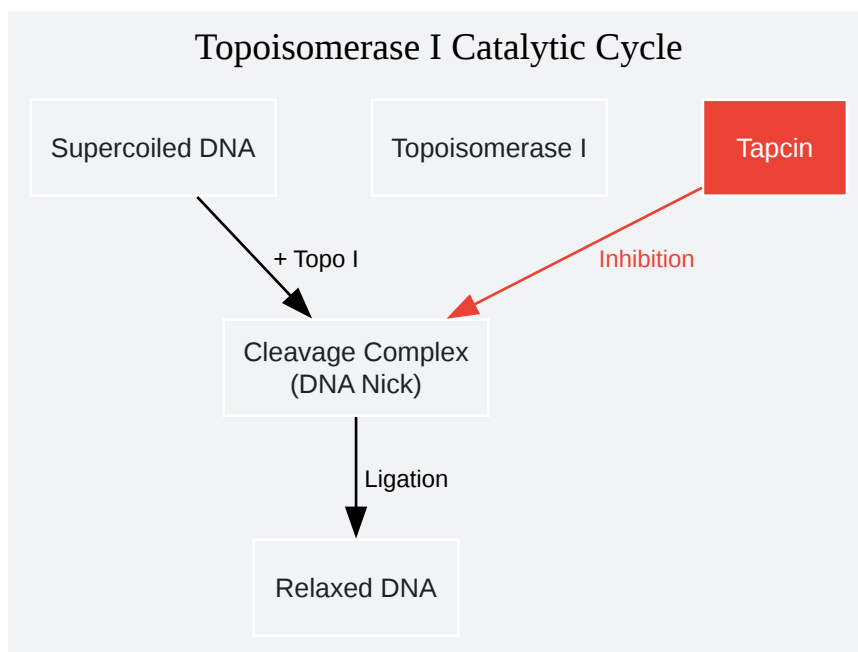 Topoisomerase I Catalytic Cycle
Supercoiled DNA
Topoisomerase I
Tapcin
+ Topo I
Inhibition
Cleavage Complex
(DNA Nick)
Ligation
Relaxed DNA